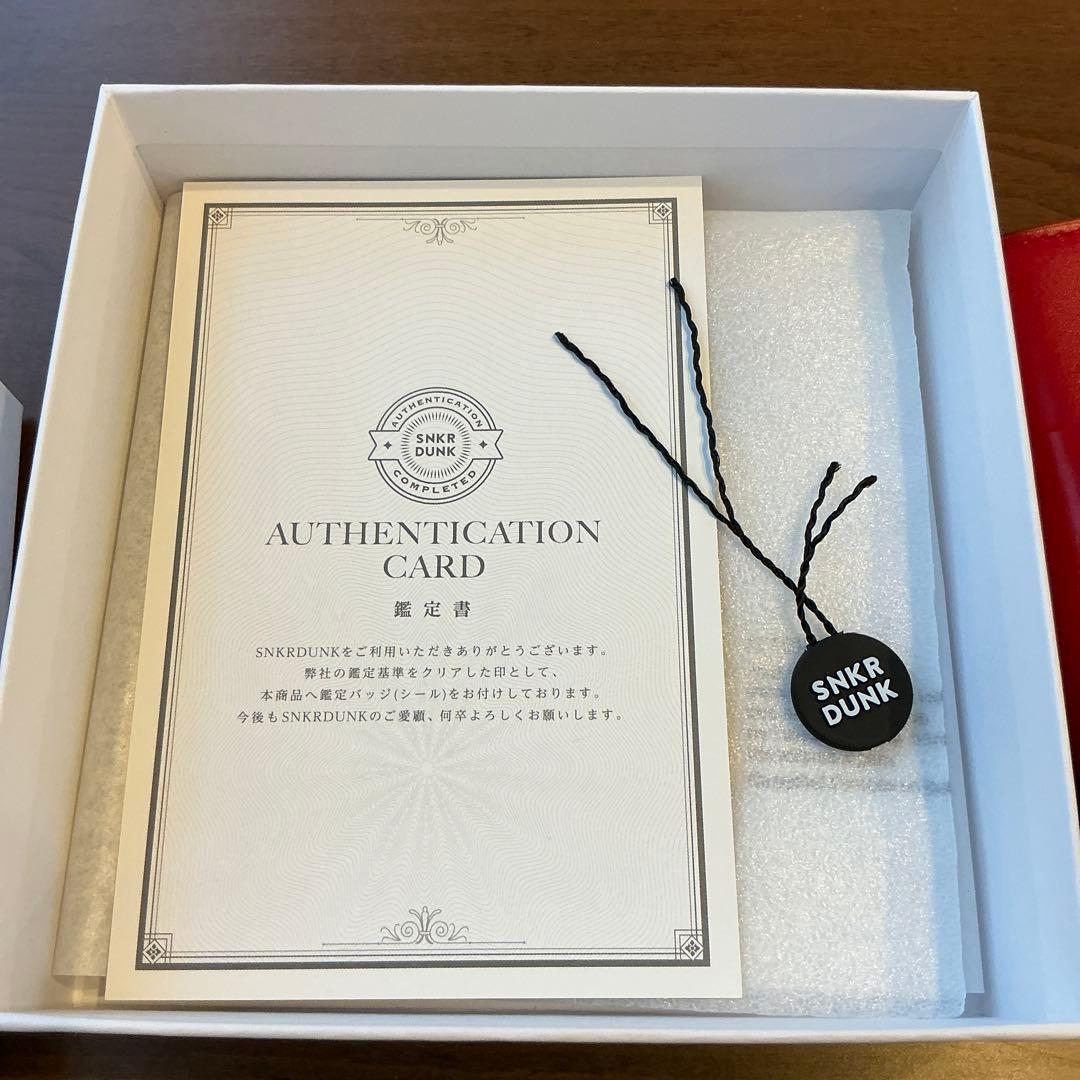 AUTHENTICATION
SNKR
DUNK
COMPLETED
AUTHENTICATION
CARD
鑑定書
SNKRDUNKをご利用いただきありがとうございます。
弊社の鑑定基準をクリアした印として、
本商品へ鑑定バッジ(シール)をお付けしております。
今後もSNKRDUNKのご愛顧、何卒よろしくお願いします。
SNKR
DUNK